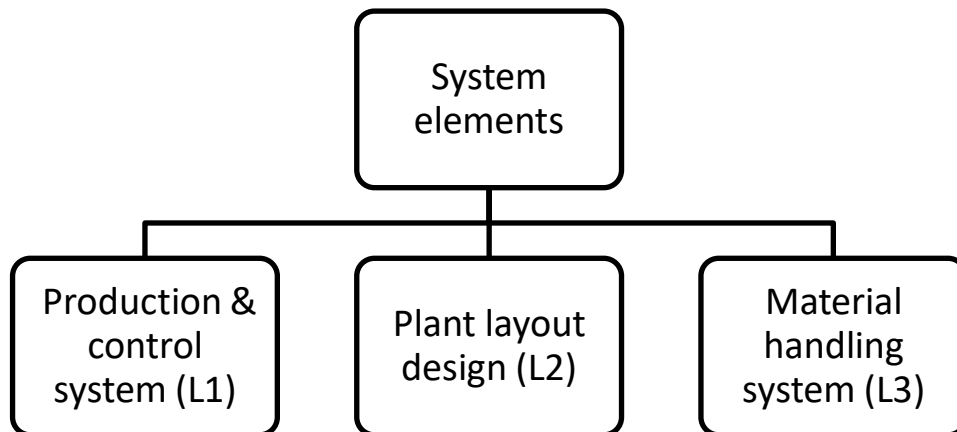 System
elements
Production &
control
system (L1)
Plant layout
design (L2)
Material
handling
system (L3)